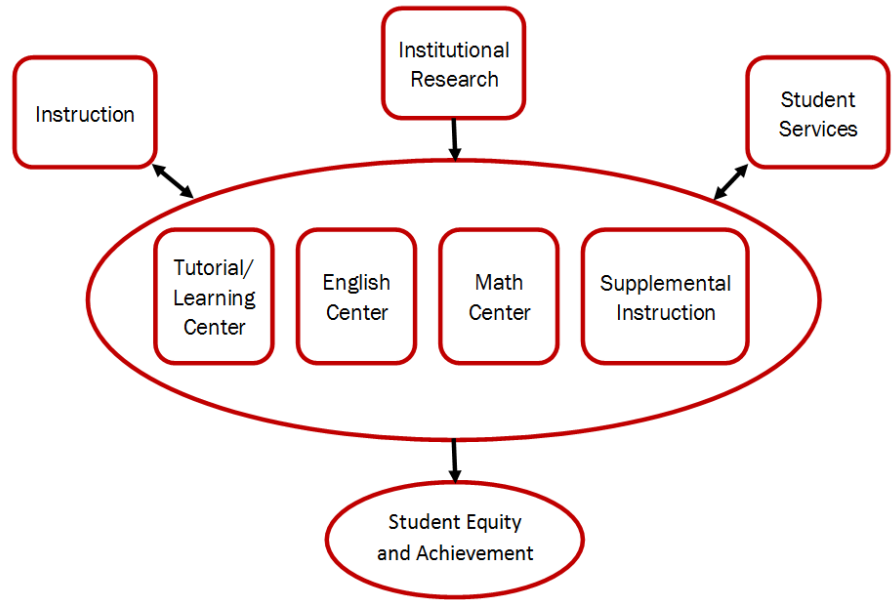 Institutional
Research
Instruction
Student
Services
Tutorial/
Learning
Center
English
Center
Math
Center
Supplemental
Instruction
Student Equity
and Achievement